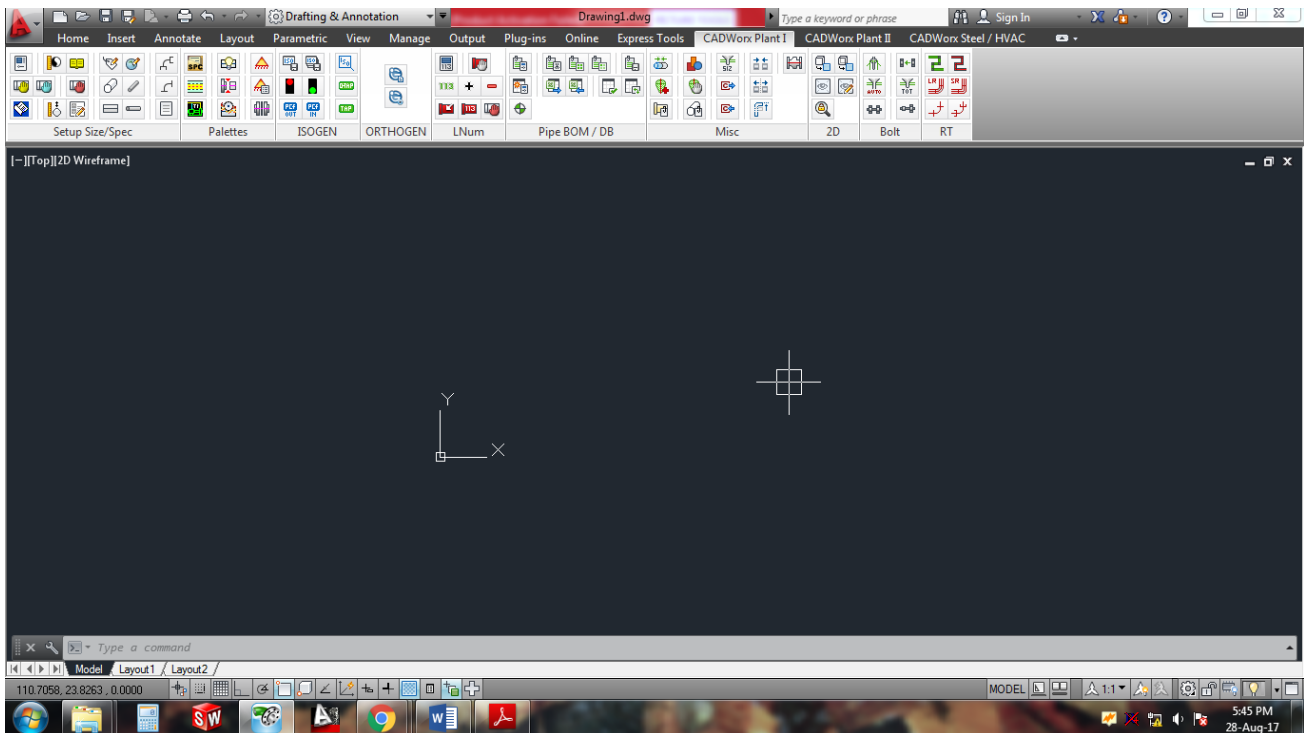 Drafting & Annotation Drawing1.dwg Type a keyword or phrase Sign In
Home Insert Annotate Layout Parametric View Manage Output Plug-ins Online Express Tools CADWorx Plant I CADWorx Plant II CADWorx Steel / HVAC
Setup Size/Spec Palettes ISOGEN ORTHOGEN LNum Pipe BOM / DB Misc 2D Bolt RT
[−][Top][2D Wireframe]
Y
X
Type a command
Model Layout1 Layout2
110.7058, 23.8263 , 0.0000 MODEL 1:1
5:45 PM
28-Aug-17